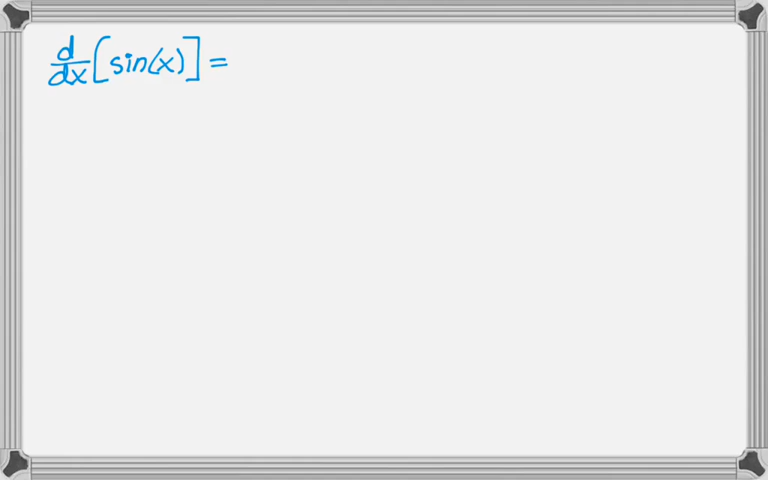 d/dx [sin(x)] =